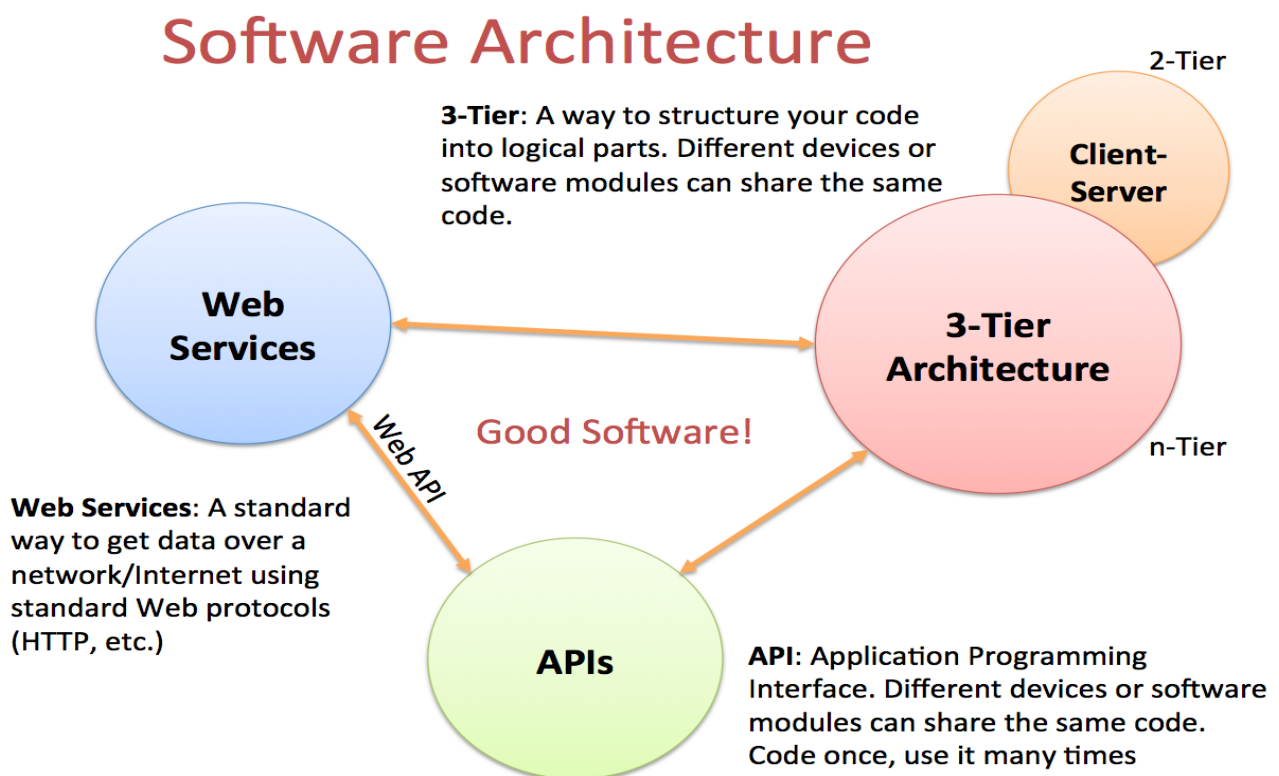 Software Architecture
2-Tier
3-Tier: A way to structure your code
into logical parts. Different devices or
software modules can share the same
code.
Client-
Server
Web
Services
3-Tier
Architecture
Good Software!
Web API
n-Tier
Web Services: A standard
way to get data over a
network/Internet using
standard Web protocols
(HTTP, etc.)
APIs
API: Application Programming
Interface. Different devices or software
modules can share the same code.
Code once, use it many times